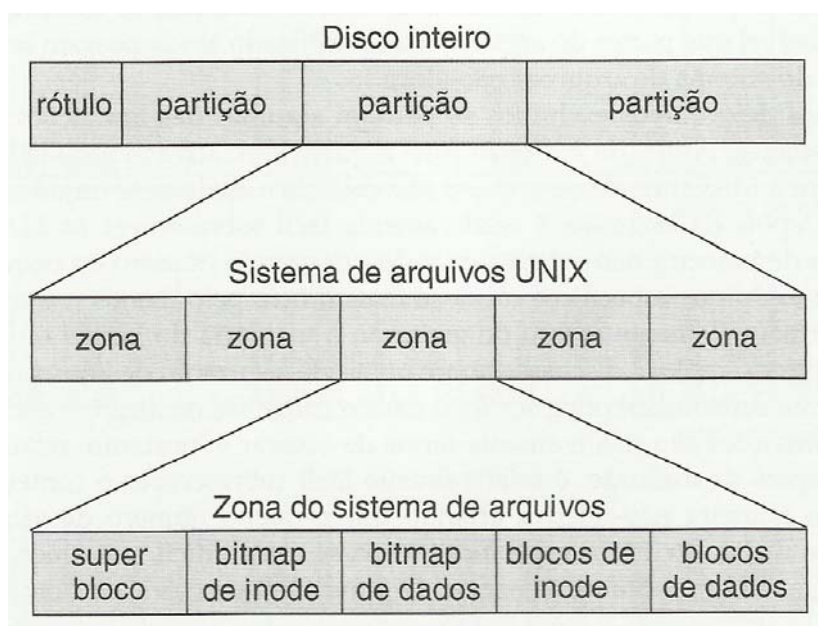 Disco inteiro
rótulo partição partição partição
Sistema de arquivos UNIX
zona zona zona zona zona
Zona do sistema de arquivos
super bloco bitmap de inode bitmap de dados blocos de inode blocos de dados